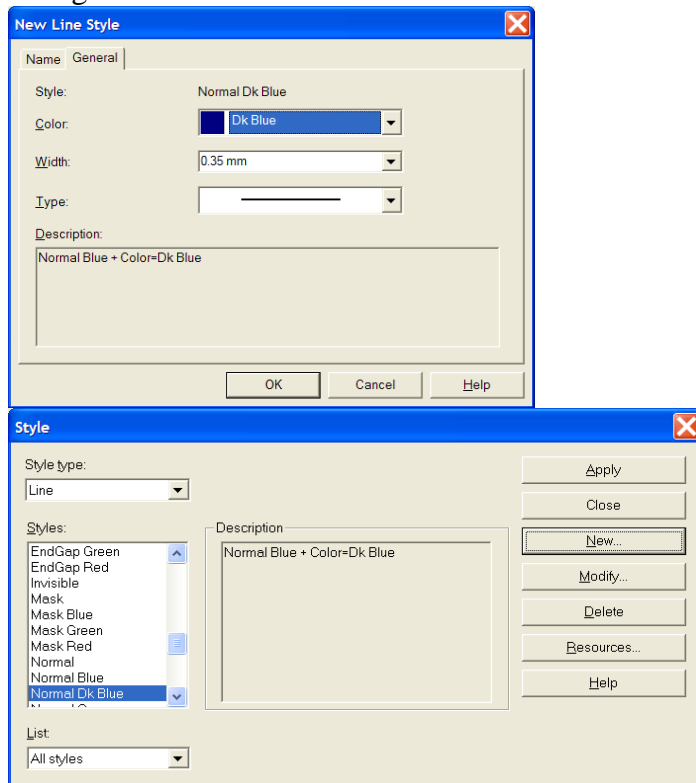 New Line Style
Name General
Style: Normal Dk Blue
Color: Dk Blue
Width: 0.35 mm
Type:
Description:
Normal Blue + Color=Dk Blue
OK Cancel Help
Style
Style type:
Line
Apply
Close
Styles:
EndGap Green
EndGap Red
Invisible
Mask
Mask Blue
Mask Green
Mask Red
Normal
Normal Blue
Normal Dk Blue
Description
Normal Blue + Color=Dk Blue
New...
Modify...
Delete
Resources...
Help
List:
All styles